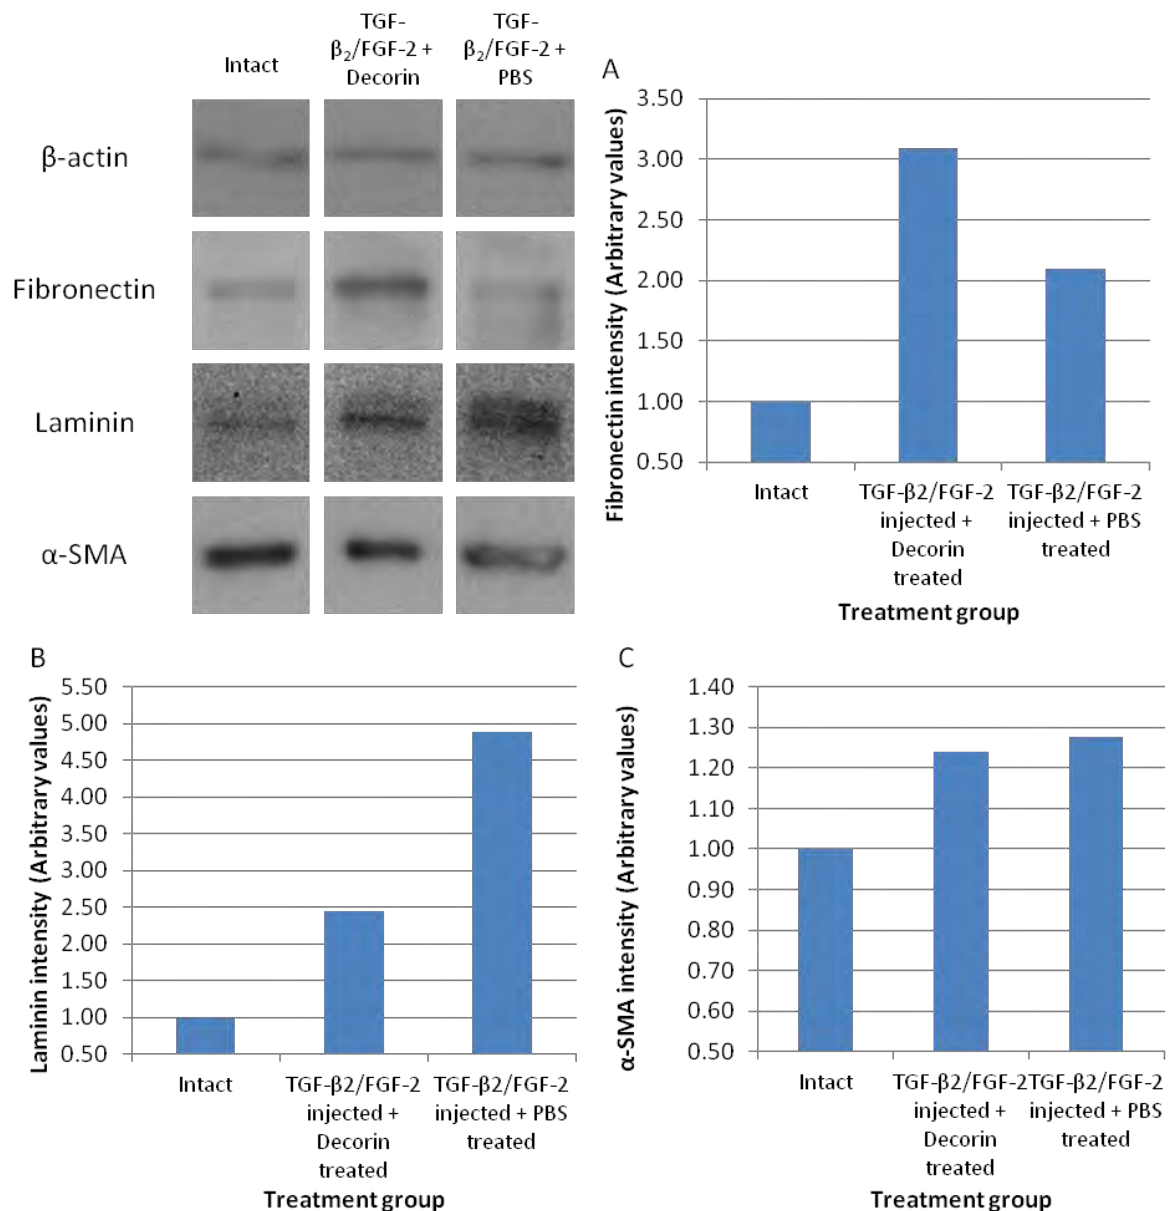 Intact
TGF-
β₂/FGF-2 +
Decorin
TGF-
β₂/FGF-2 +
PBS
β-actin
Fibronectin
Laminin
α-SMA
A
Fibronectin intensity (Arbitrary values)
3.50
3.00
2.50
2.00
1.50
1.00
0.50
Intact
TGF-β2/FGF-2
injected +
Decorin
treated
TGF-β2/FGF-2
injected + PBS
treated
Treatment group
B
Laminin intensity (Arbitrary values)
5.50
5.00
4.50
4.00
3.50
3.00
2.50
2.00
1.50
1.00
0.50
Intact
TGF-β2/FGF-2
injected +
Decorin
treated
TGF-β2/FGF-2
injected + PBS
treated
Treatment group
C
α-SMA intensity (Arbitrary values)
1.40
1.30
1.20
1.10
1.00
0.90
0.80
0.70
0.60
0.50
Intact
TGF-β2/FGF-2
injected +
Decorin
treated
TGF-β2/FGF-2
injected + PBS
treated
Treatment group